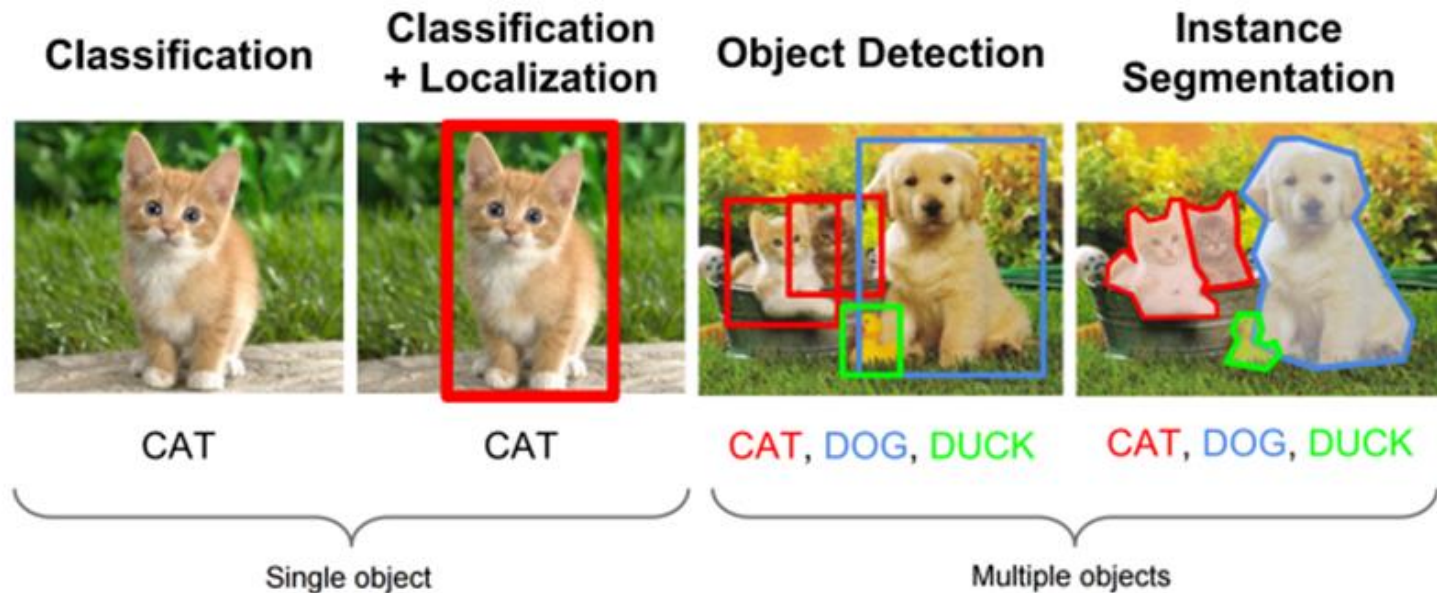 Classification
Classification
+ Localization
Object Detection
Instance
Segmentation
CAT
CAT
CAT, DOG, DUCK
CAT, DOG, DUCK
Single object
Multiple objects